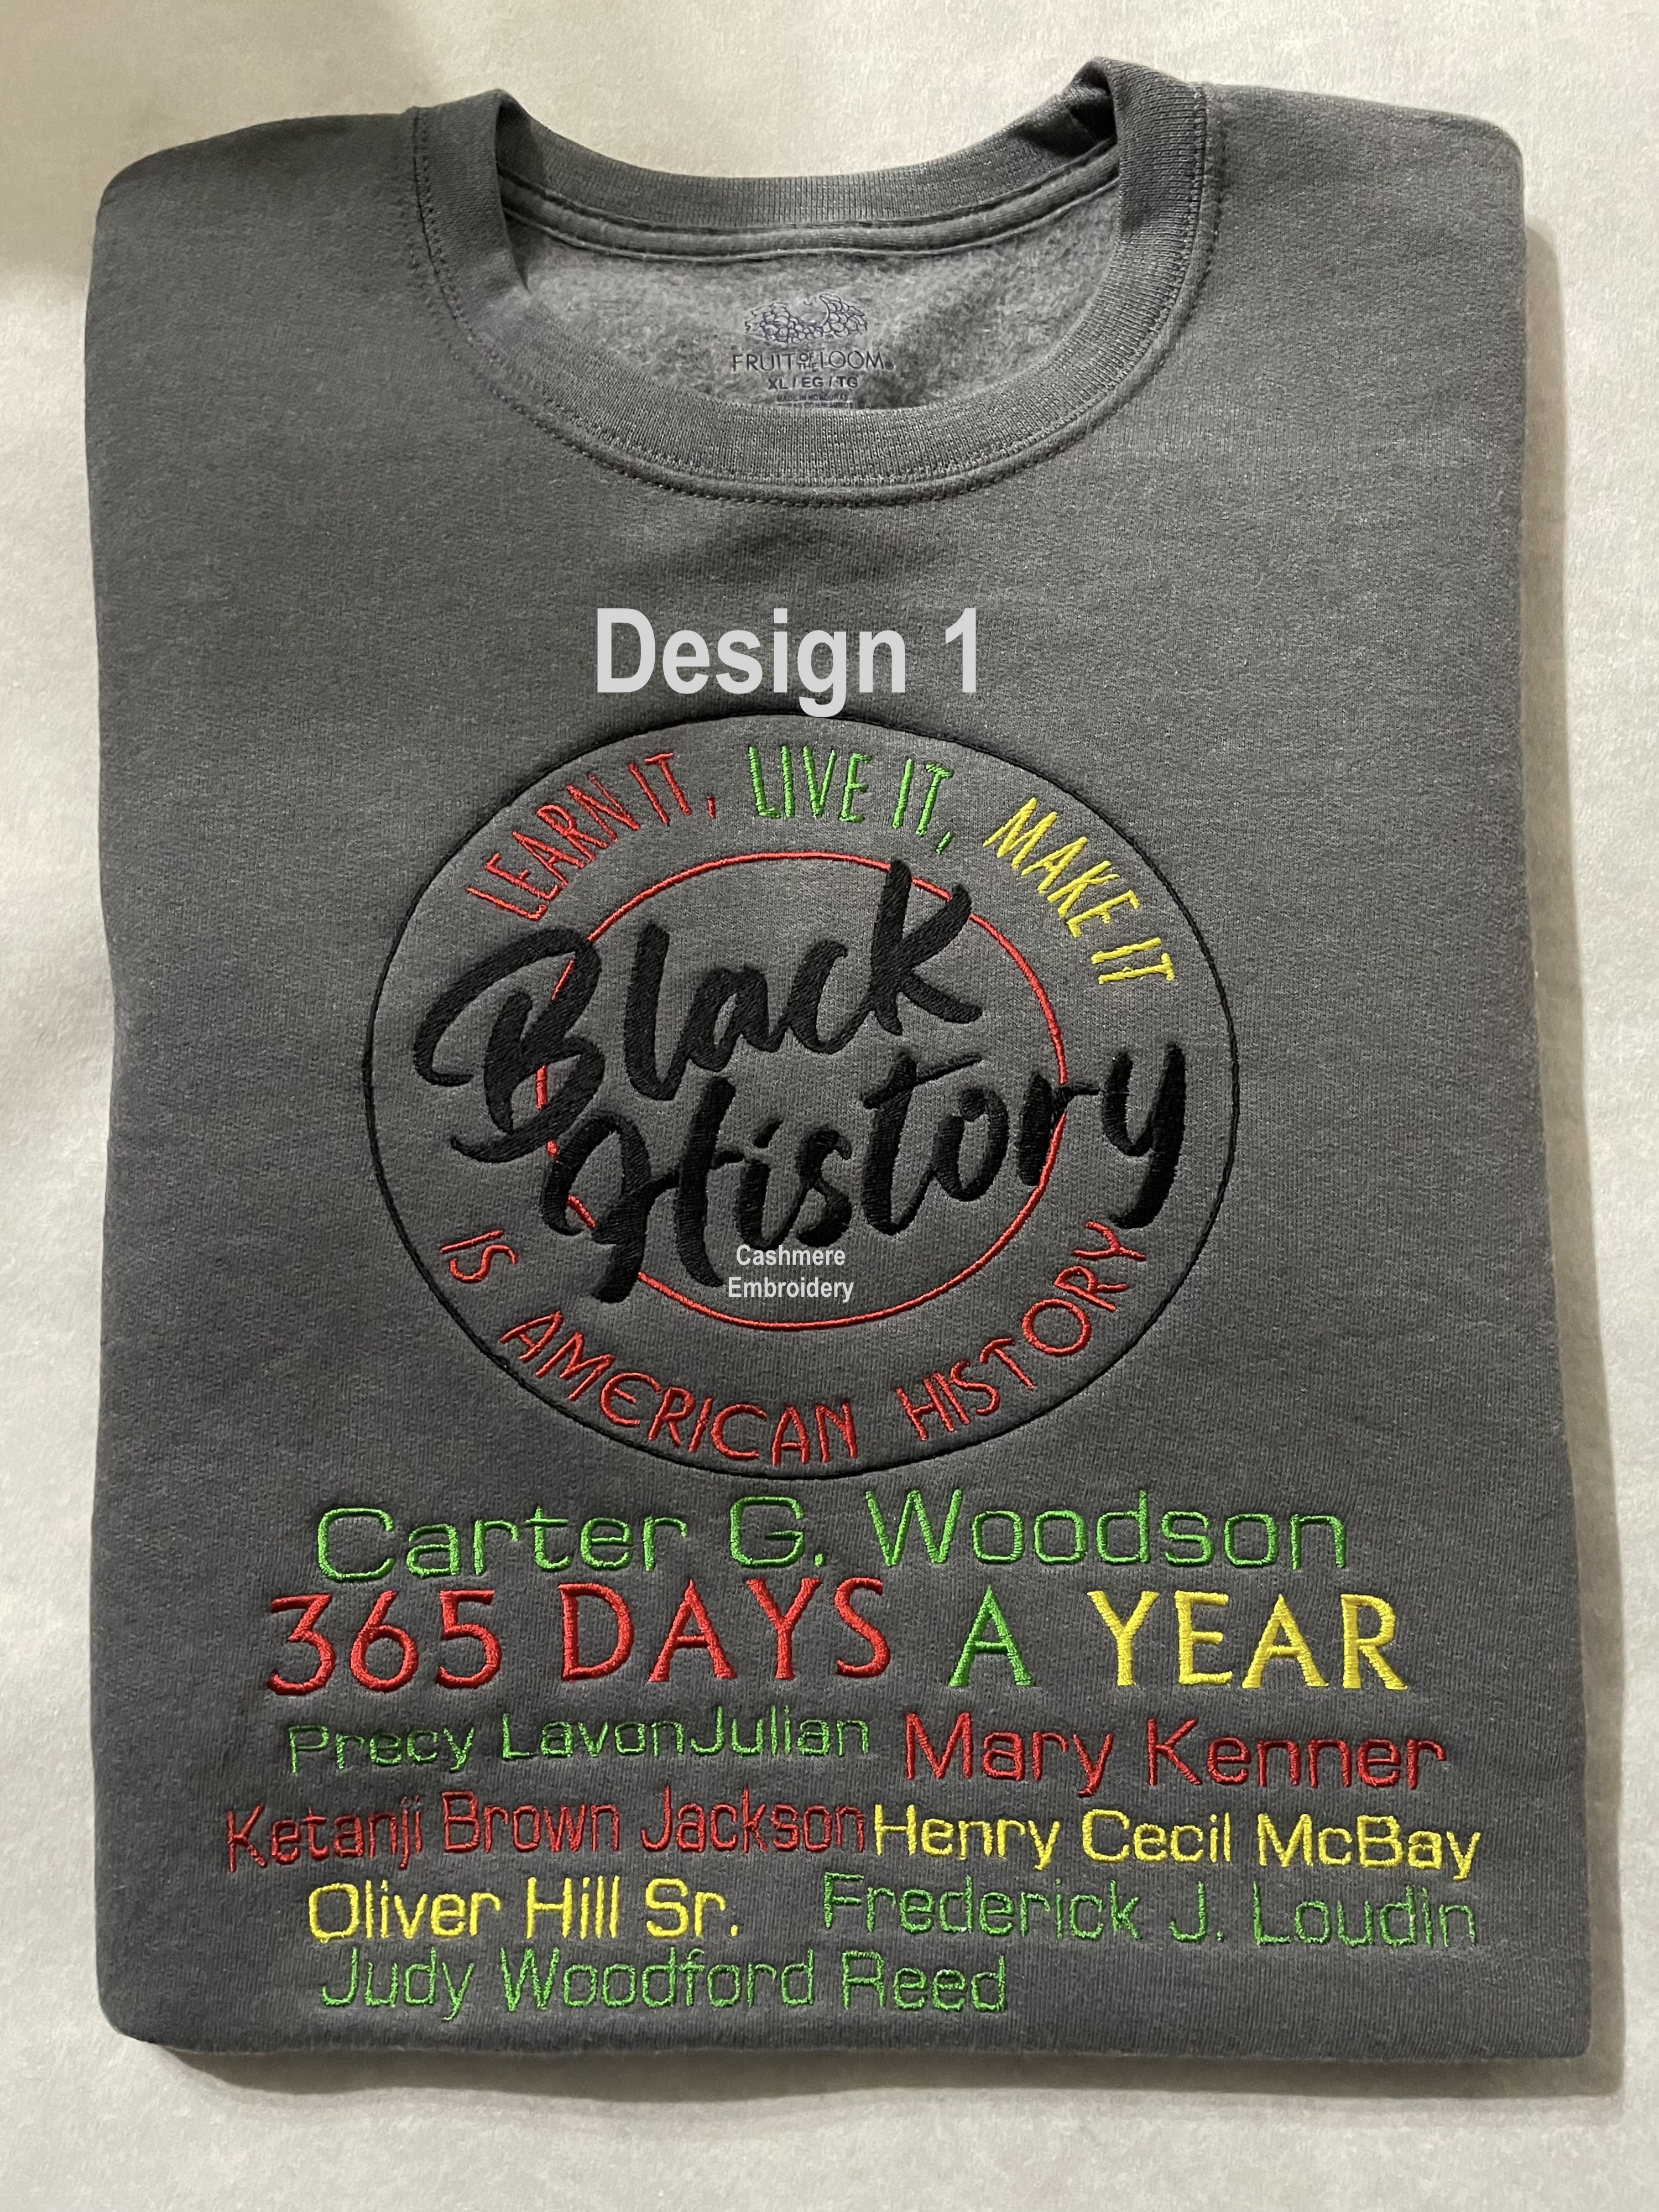 FRUIT OF THE LOOM®
XL / EG / TG
Design 1
LEARN IT, LIVE IT, MAKE IT
Black
History
Cashmere
Embroidery
IS AMERICAN HISTORY
Carter G. Woodson
365 DAYS A YEAR
Precy LavonJulian Mary Kenner
Ketanji Brown Jackson Henry Cecil McBay
Oliver Hill Sr. Frederick J. Loudin
Judy Woodford Reed